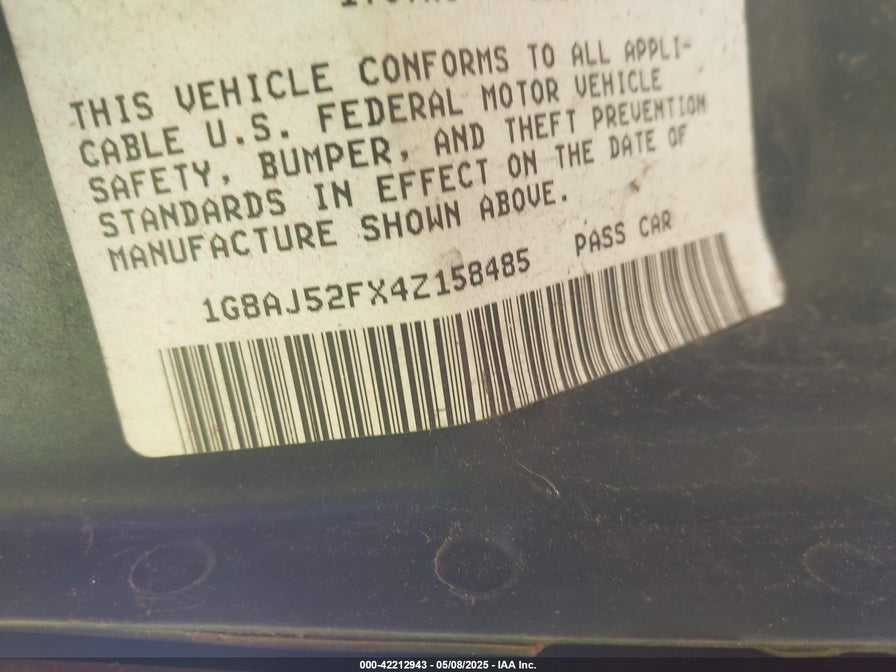 THIS VEHICLE CONFORMS TO ALL APPLI-
CABLE U.S. FEDERAL MOTOR VEHICLE
SAFETY, BUMPER, AND THEFT PREVENTION
STANDARDS IN EFFECT ON THE DATE OF
MANUFACTURE SHOWN ABOVE.
1G8AJ52FX4Z158485 PASS CAR
000-42212943 - 05/08/2025 - IAA Inc.